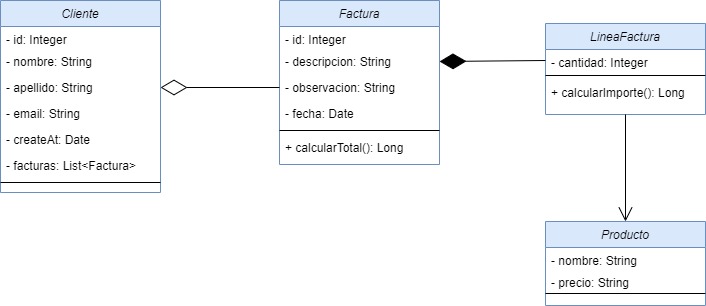 Cliente
- id: Integer
- nombre: String
- apellido: String
- email: String
- createAt: Date
- facturas: List<Factura>
Factura
- id: Integer
- descripcion: String
- observacion: String
- fecha: Date
+ calcularTotal(): Long
LineaFactura
- cantidad: Integer
+ calcularImporte(): Long
Producto
- nombre: String
- precio: String